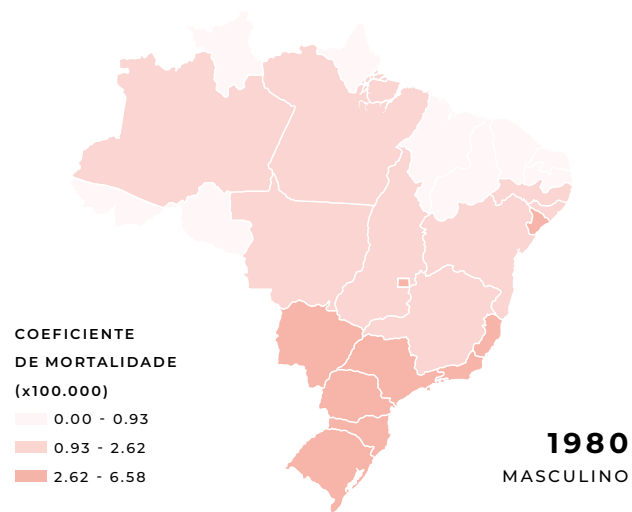 COEFICIENTE
DE MORTALIDADE
(x100.000)
0.00 - 0.93
0.93 - 2.62
2.62 - 6.58
1980
MASCULINO